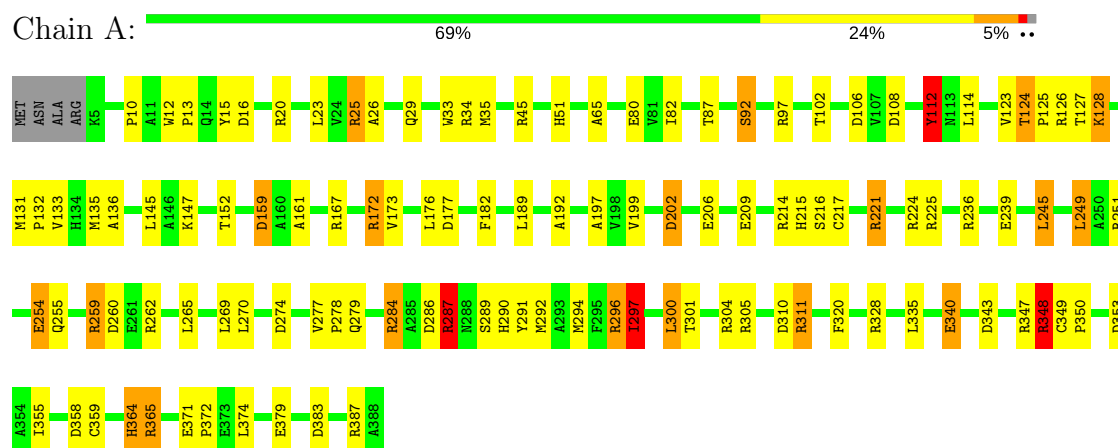 Chain A:
69% 24% 5% ••
MET ASN ALA ARG K5 P10 A11 W12 P13 Q14 Y15 D16 R20 L23 V24 R25 A26 Q29 W33 R34 M35 R45 H51 A65 E80 V81 I82 T87 S92 R97 T102 D106 V107 D108 Y112 N113 L114 V123 T124 P125 R126 T127 K128
M131 P132 V133 H134 M135 A136 L145 A146 K147 T152 D159 A160 A161 R167 R172 V173 L176 D177 F182 L189 A192 A197 V198 V199 D202 E206 E209 R214 H215 S216 C217 R221 R224 R225 R236 E239 L245 L249 A250
E254 Q255 R259 D260 E261 R262 L265 L269 L270 D274 V277 P278 Q279 R284 A285 D286 R287 N288 S289 H290 Y291 M292 A293 M294 F295 R296 I297 L300 T301 R304 R305 D310 R311 F320 R328 L335 E340 D343 R347 R348 C349 P350
A354 I355 D358 C359 H364 R365 E371 P372 E373 L374 E379 D383 R387 A388